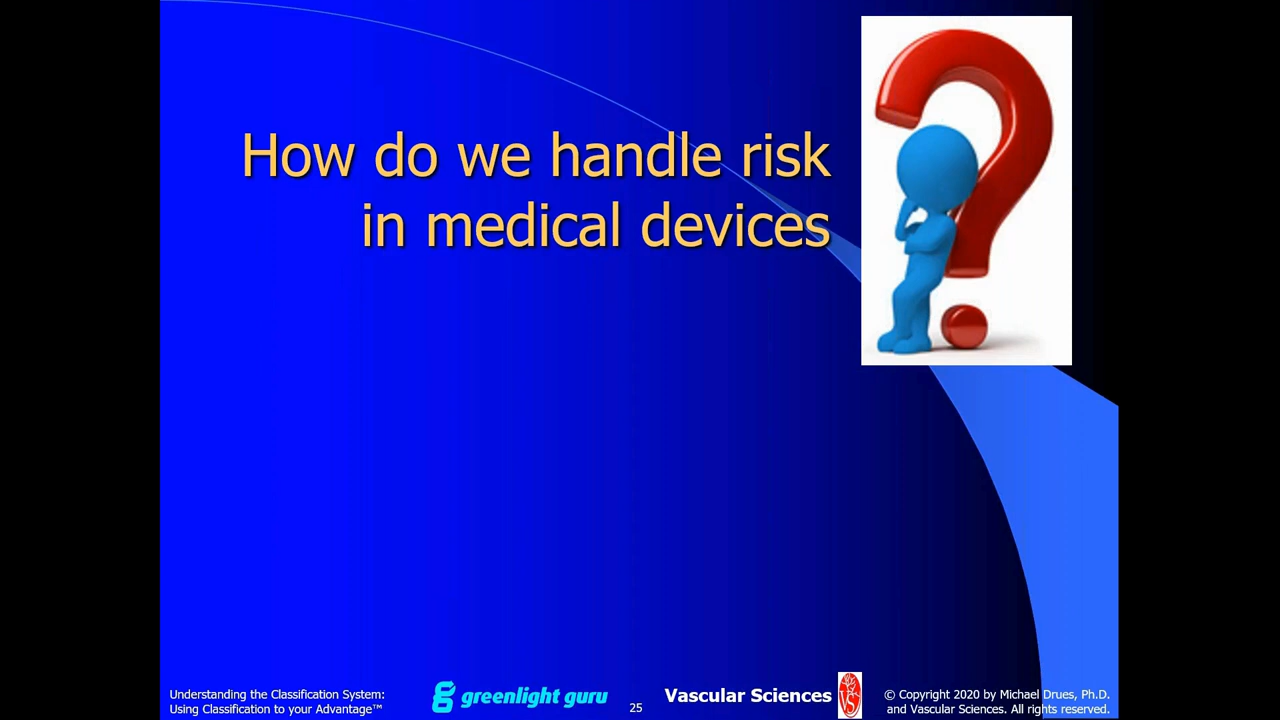 How do we handle risk
in medical devices
Understanding the Classification System:
Using Classification to your Advantage™
greenlight guru
25
Vascular Sciences
VS
© Copyright 2020 by Michael Drues, Ph.D.
and Vascular Sciences. All rights reserved.